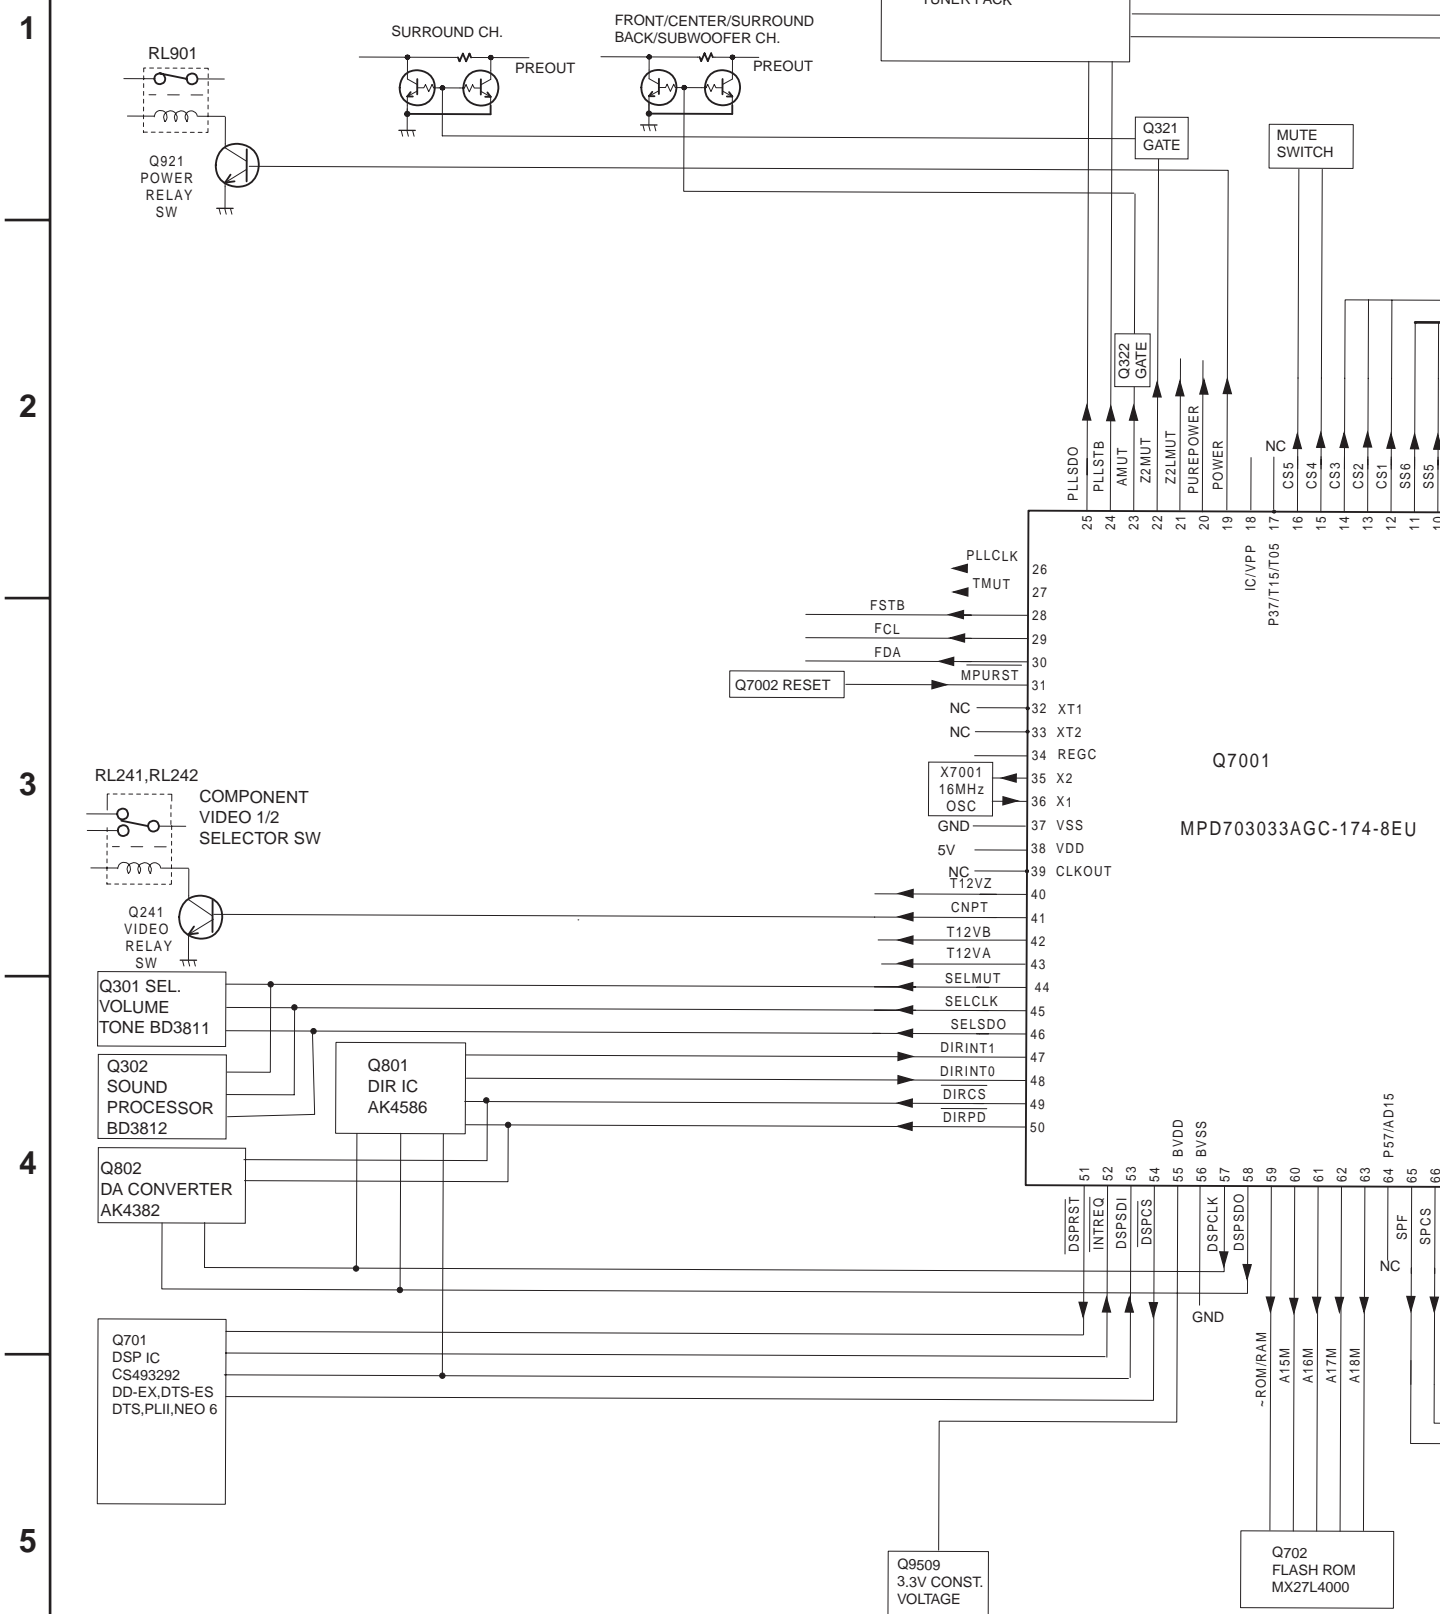 1
2
3
4
5
SURROUND CH.
FRONT/CENTER/SURROUND
BACK/SUBWOOFER CH.
PREOUT
PREOUT
RL901
Q921
POWER
RELAY
SW
Q321
GATE
MUTE
SWITCH
Q322
GATE
PLLSDO
PLLSTB
AMUT
Z2MUT
Z2LMUT
PUREPOWER
POWER
NC
CS5
CS4
CS3
CS2
CS1
SS6
SS5
25
24
23
22
21
20
19
18
17
16
15
14
13
12
11
10
IC/VPP
P37/T15/T05
PLLCLK
26
TMUT
27
FSTB
28
FCL
29
FDA
30
Q7002 RESET
MPURST
31
NC
32 XT1
NC
33 XT2
34 REGC
X7001
16MHz
OSC
35 X2
36 X1
GND
37 VSS
5V
38 VDD
NC
39 CLKOUT
T12VZ
40
CNPT
41
T12VB
42
T12VA
43
SELMUT
44
SELCLK
45
SELSDO
46
DIRINT1
47
DIRINT0
48
DIRCS
49
DIRPD
50
Q7001
MPD703033AGC-174-8EU
RL241,RL242
COMPONENT
VIDEO 1/2
SELECTOR SW
Q241
VIDEO
RELAY
SW
Q301 SEL.
VOLUME
TONE BD3811
Q302
SOUND
PROCESSOR
BD3812
Q801
DIR IC
AK4586
Q802
DA CONVERTER
AK4382
51
52
53
54
55 BVDD
56 BVSS
57
58
59
60
61
62
63
64 P57/AD15
65
66
DSPRST
INTREQ
DSPSDI
DSPCS
DSPCLK
DSPSDO
NC
SPF
SPCS
GND
~ROM/RAM
A15M
A16M
A17M
A18M
Q701
DSP IC
CS493292
DD-EX,DTS-ES
DTS,PLII,NEO 6
Q9509
3.3V CONST.
VOLTAGE
Q702
FLASH ROM
MX27L4000